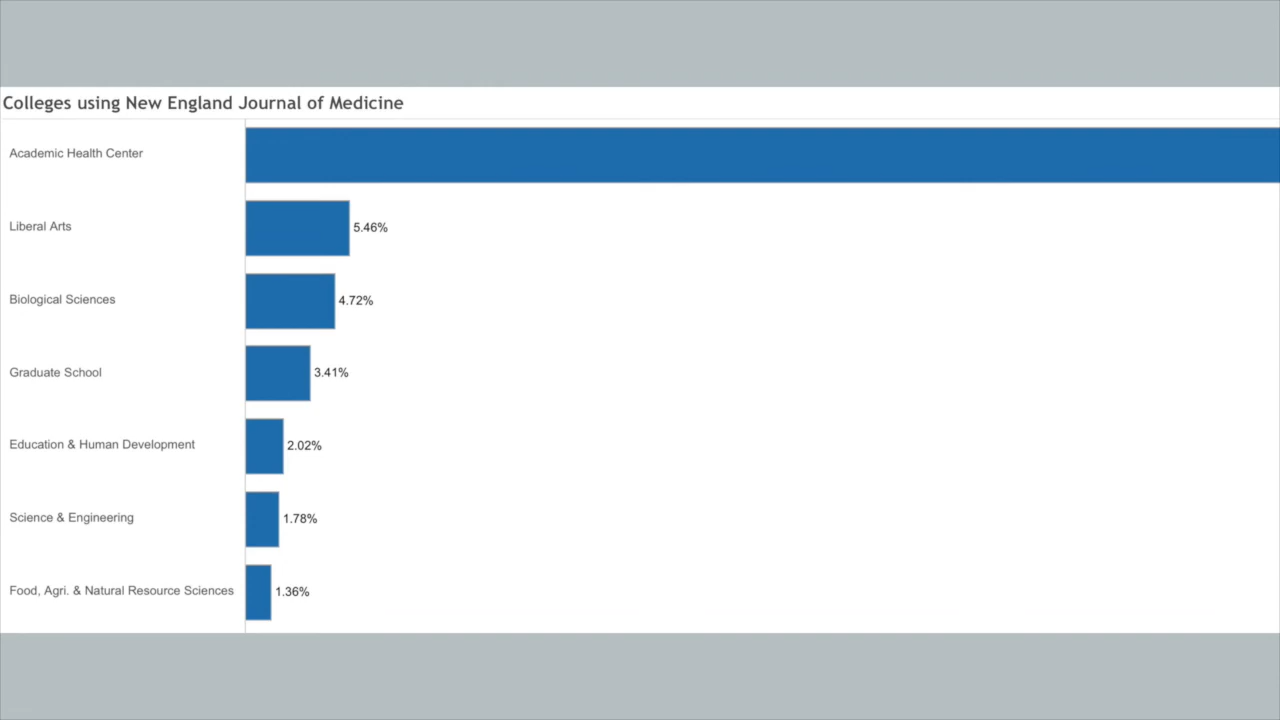 Colleges using New England Journal of Medicine
Academic Health Center
Liberal Arts
5.46%
Biological Sciences
4.72%
Graduate School
3.41%
Education & Human Development
2.02%
Science & Engineering
1.78%
Food, Agri. & Natural Resource Sciences
1.36%